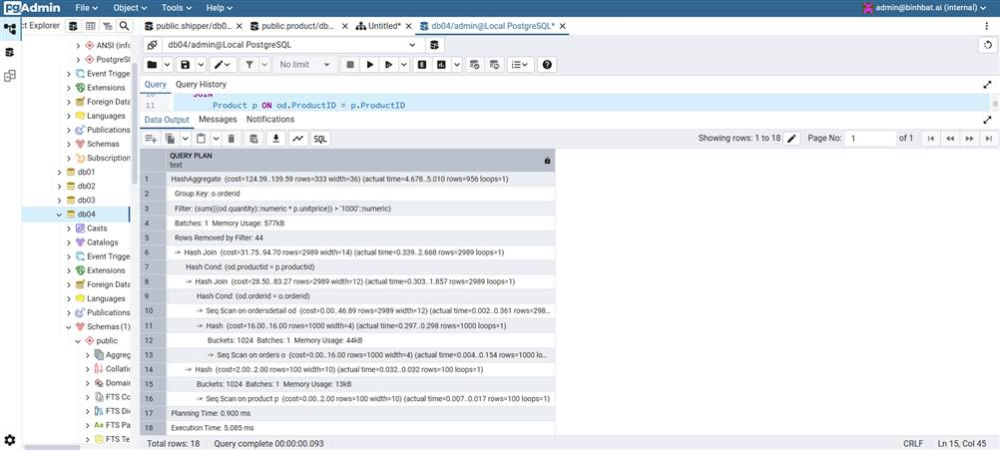 pgAdmin File Object Tools Help admin@binhbat.ai (internal)
ct Explorer public.shipper/db0... public.product/db... Untitled* db04/admin@Local PostgreSQL*
db04/admin@Local PostgreSQL
No limit
Query Query History
JOIN
11 Product p ON od.ProductID = p.ProductID
Data Output Messages Notifications
SQL Showing rows: 1 to 18 Page No: 1 of 1
QUERY PLAN
text
1 HashAggregate (cost=124.59..139.59 rows=333 width=36) (actual time=4.678..5.010 rows=956 loops=1)
2 Group Key: o.orderid
3 Filter: (sum(((od.quantity)::numeric * p.unitprice)) > '1000'::numeric)
4 Batches: 1 Memory Usage: 577kB
5 Rows Removed by Filter: 44
6 -> Hash Join (cost=31.75..94.70 rows=2989 width=14) (actual time=0.339..2.668 rows=2989 loops=1)
7 Hash Cond: (od.productid = p.productid)
8 -> Hash Join (cost=28.50..83.27 rows=2989 width=12) (actual time=0.303..1.857 rows=2989 loops=1)
9 Hash Cond: (od.orderid = o.orderid)
10 -> Seq Scan on ordersdetail od (cost=0.00..46.89 rows=2989 width=12) (actual time=0.002..0.361 rows=298...
11 -> Hash (cost=16.00..16.00 rows=1000 width=4) (actual time=0.297..0.298 rows=1000 loops=1)
12 Buckets: 1024 Batches: 1 Memory Usage: 44kB
13 -> Seq Scan on orders o (cost=0.00..16.00 rows=1000 width=4) (actual time=0.004..0.154 rows=1000 lo...
14 -> Hash (cost=2.00..2.00 rows=100 width=10) (actual time=0.032..0.032 rows=100 loops=1)
15 Buckets: 1024 Batches: 1 Memory Usage: 13kB
16 -> Seq Scan on product p (cost=0.00..2.00 rows=100 width=10) (actual time=0.007..0.017 rows=100 loops=1)
17 Planning Time: 0.900 ms
18 Execution Time: 5.085 ms
ANSI (info
PostgreSQ
Event Trigge
Extensions
Foreign Data
Languages
Publications
Schemas
Subscription
db01
db02
db03
db04
Casts
Catalogs
Event Trigge
Extensions
Foreign Data
Languages
Publications
Schemas (1)
public
Aggreg
Collatic
Domain
FTS Co
FTS Di
Aa FTS Pa
FTS Te
Total rows: 18 Query complete 00:00:00.093 CRLF Ln 15, Col 45